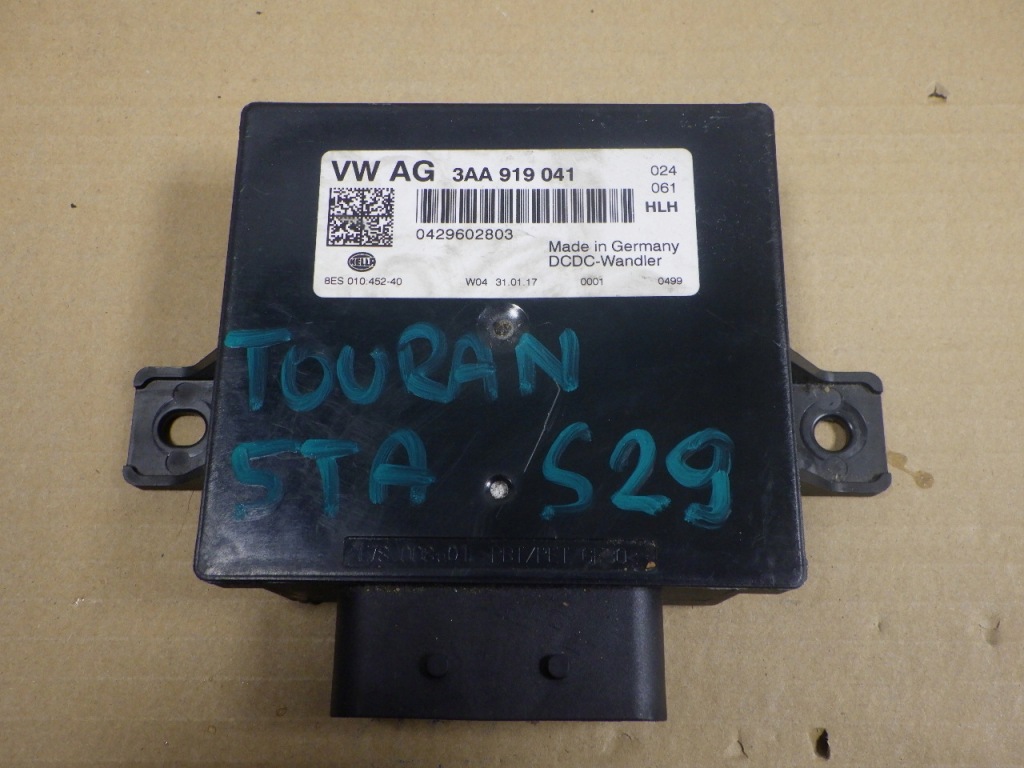 VW AG 3AA 919 041 024
061
HLH
0429602803
Made in Germany
DCDC-Wandler
HELLA
8ES 010.452-40 W04 31.01.17 0001 0499
TOURAN
5TA S29